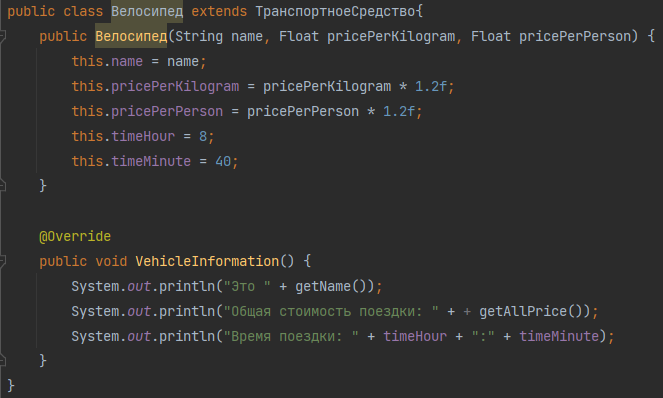 public class Велосипед extends ТранспортноеСредство{
    public Велосипед(String name, Float pricePerKilogram, Float pricePerPerson) {
        this.name = name;
        this.pricePerKilogram = pricePerKilogram * 1.2f;
        this.pricePerPerson = pricePerPerson * 1.2f;
        this.timeHour = 8;
        this.timeMinute = 40;
    }

    @Override
    public void VehicleInformation() {
        System.out.println("Это " + getName());
        System.out.println("Общая стоимость поездки: " + + getAllPrice());
        System.out.println("Время поездки: " + timeHour + ":" + timeMinute);
    }
}